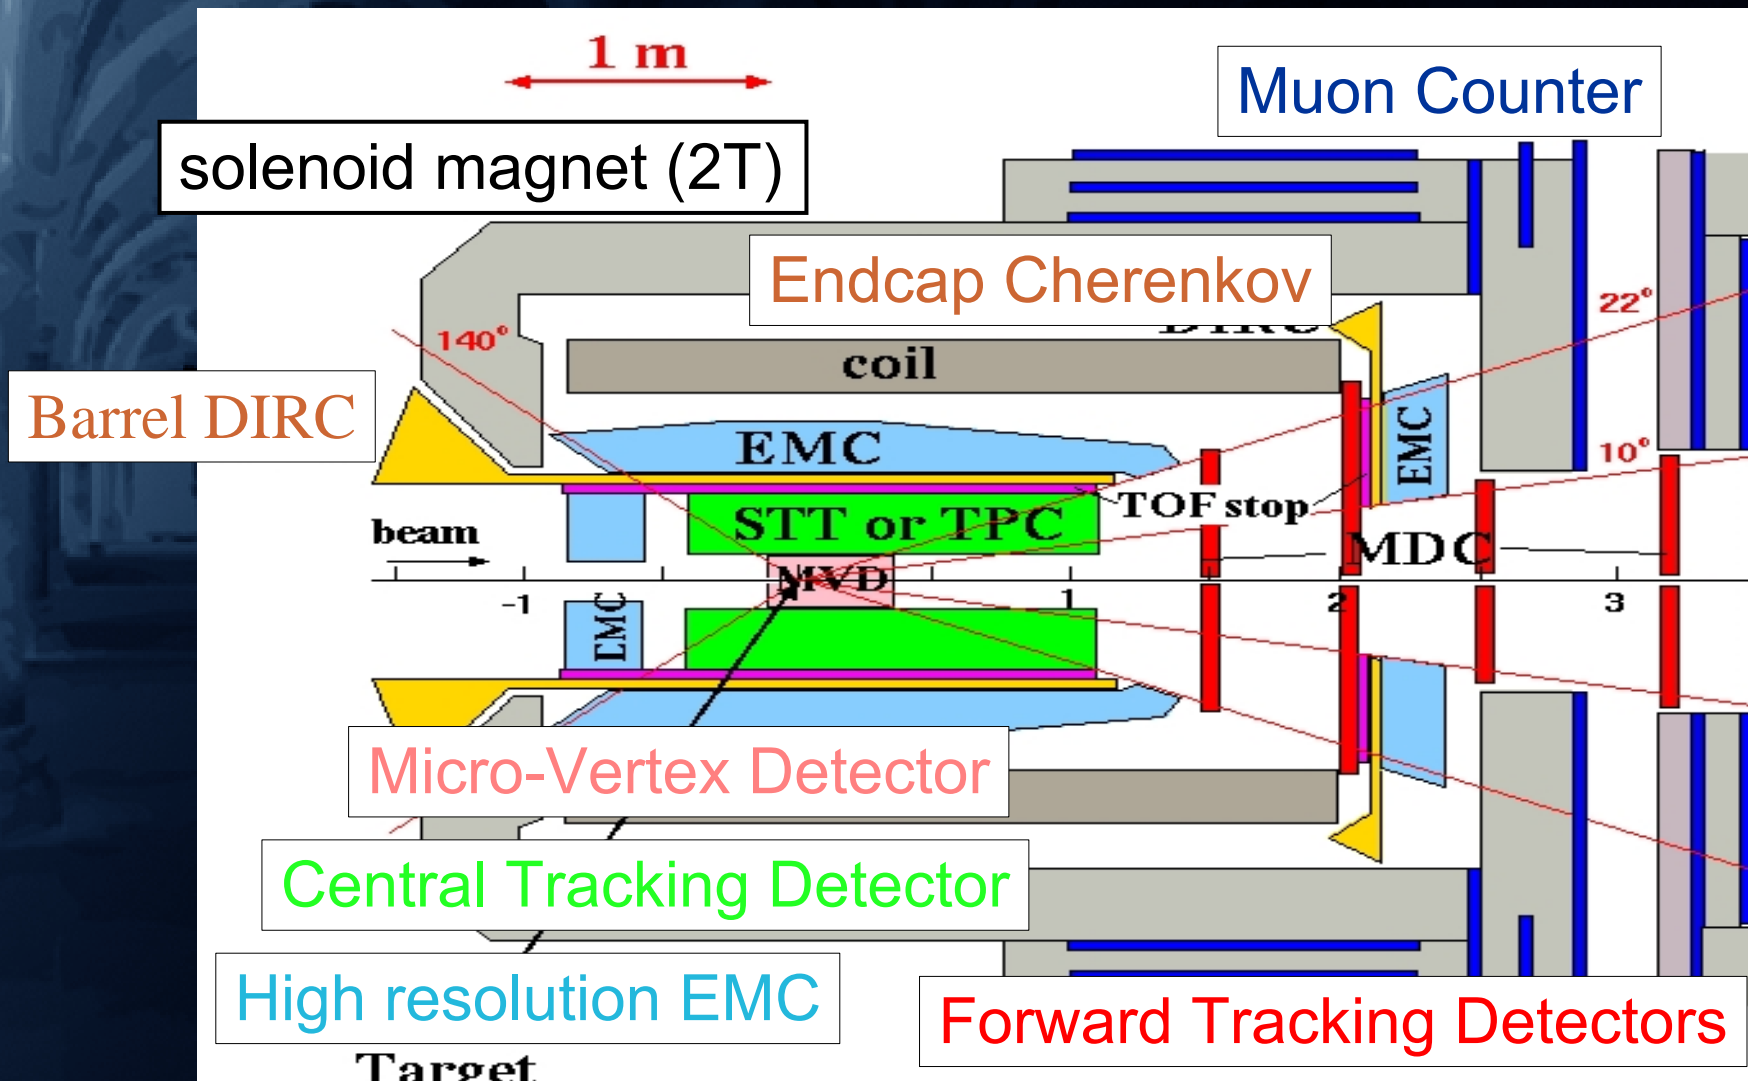 1 m
Muon Counter
solenoid magnet (2T)
Endcap Cherenkov
22°
DIRC
140°
coil
Barrel DIRC
EMC
EMC
10°
TOF stop
STT or TPC
beam
MDC
MVD
-1
1
2
3
EMC
Micro-Vertex Detector
Central Tracking Detector
High resolution EMC
Forward Tracking Detectors
Target